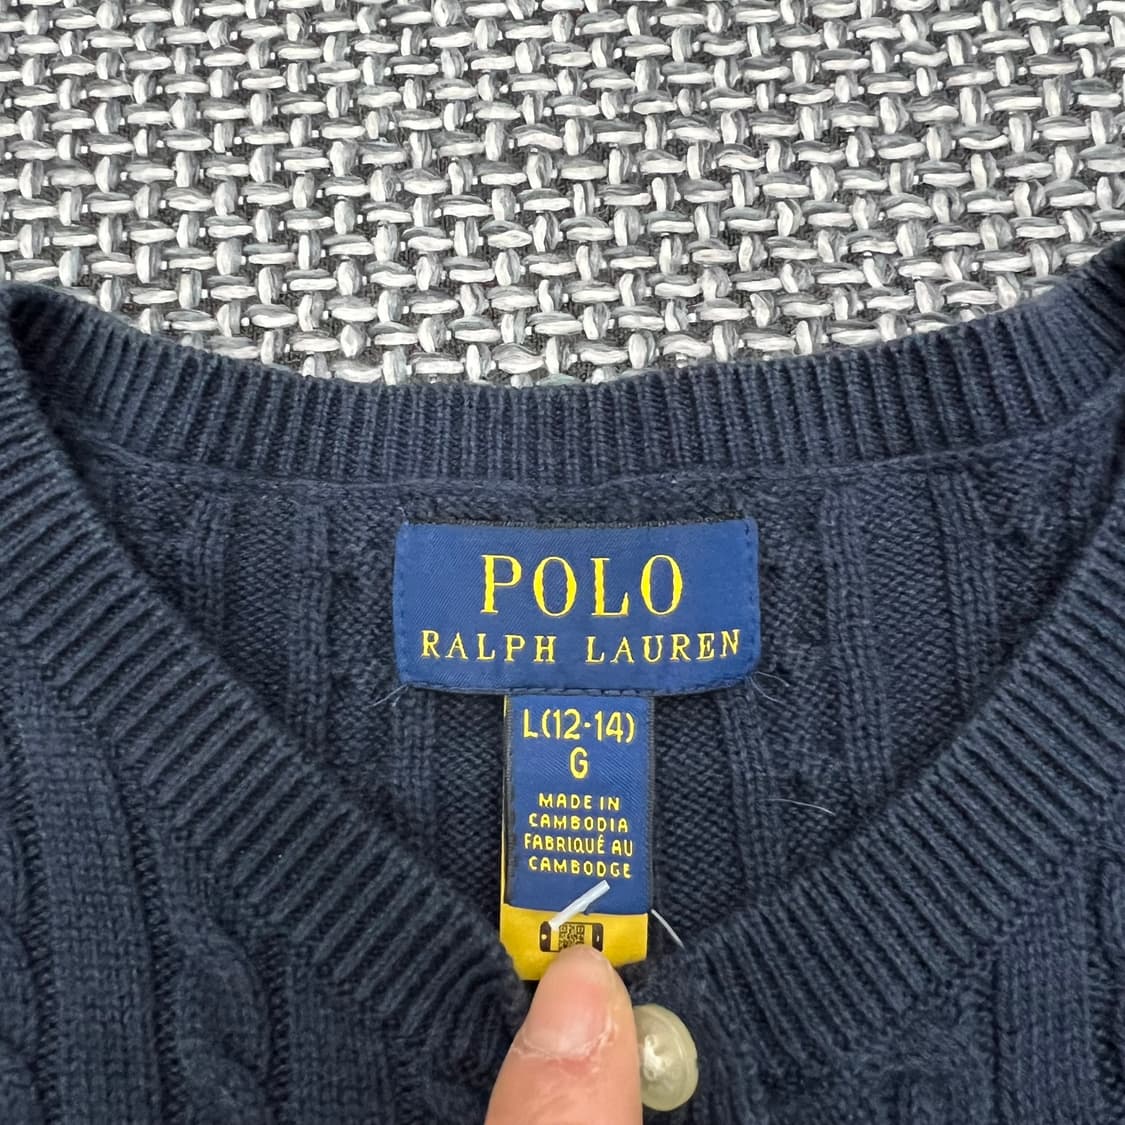 POLO
RALPH LAUREN
L(12-14)
G
MADE IN
CAMBODIA
FABRIQUÉ AU
CAMBODGE